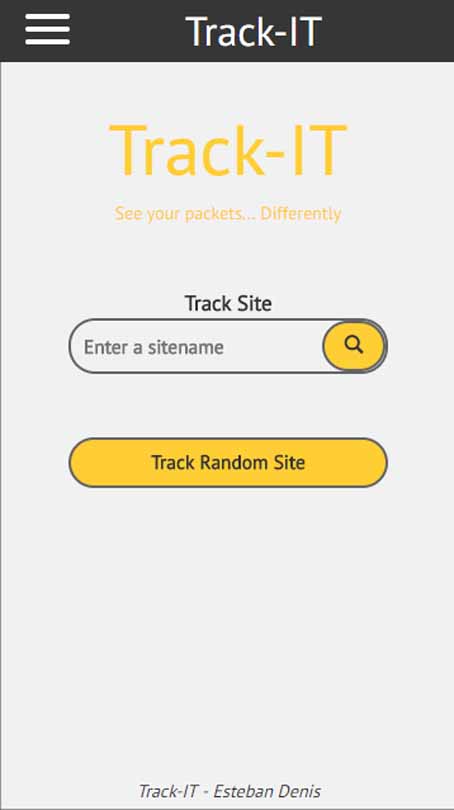 Track-IT
Track-IT
See your packets... Differently
Track Site
Enter a sitename
Track Random Site
Track-IT - Esteban Denis